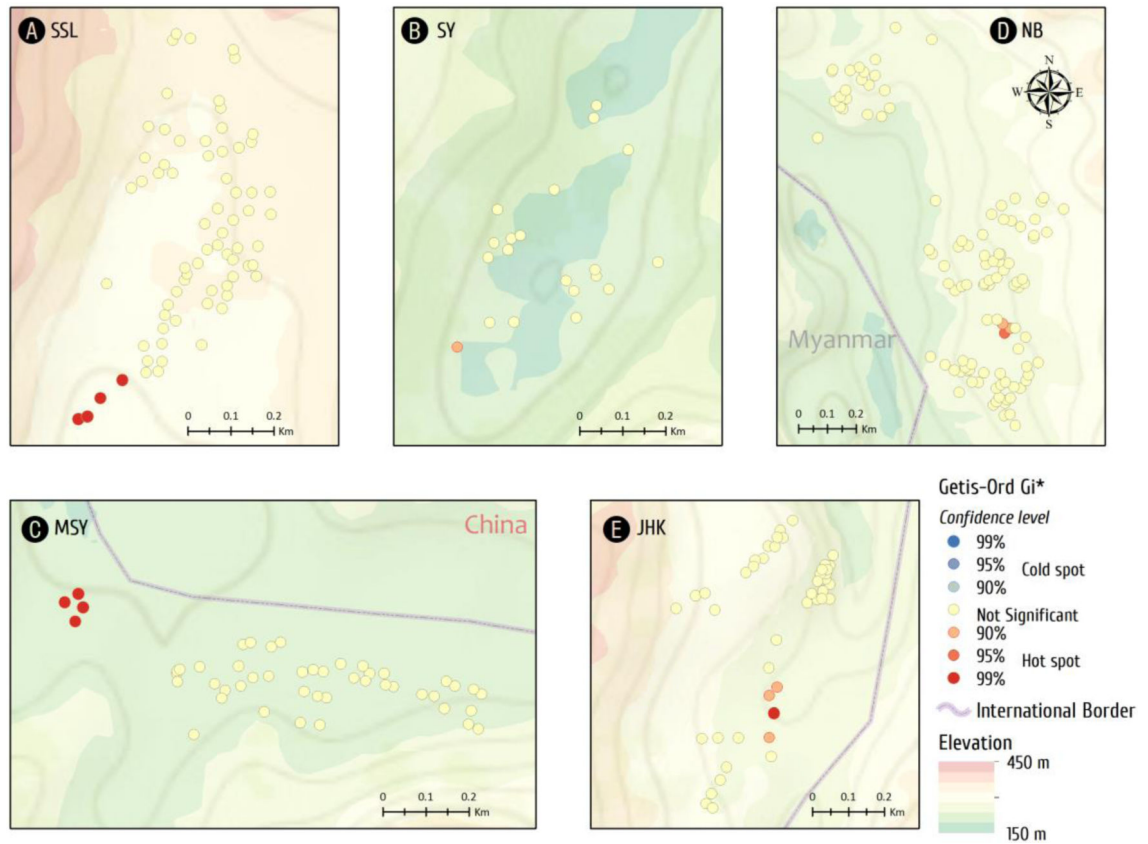 A SSL
B SY
D NB
N
W E
S
Myanmar
0 0.1 0.2
Km
0 0.1 0.2
Km
0 0.1 0.2
Km
C MSY
China
0 0.1 0.2
Km
E JHK
0 0.1 0.2
Km
Getis-Ord Gi*
Confidence level
99%
95% Cold spot
90%
Not Significant
90%
95% Hot spot
99%
International Border
Elevation
450 m
150 m